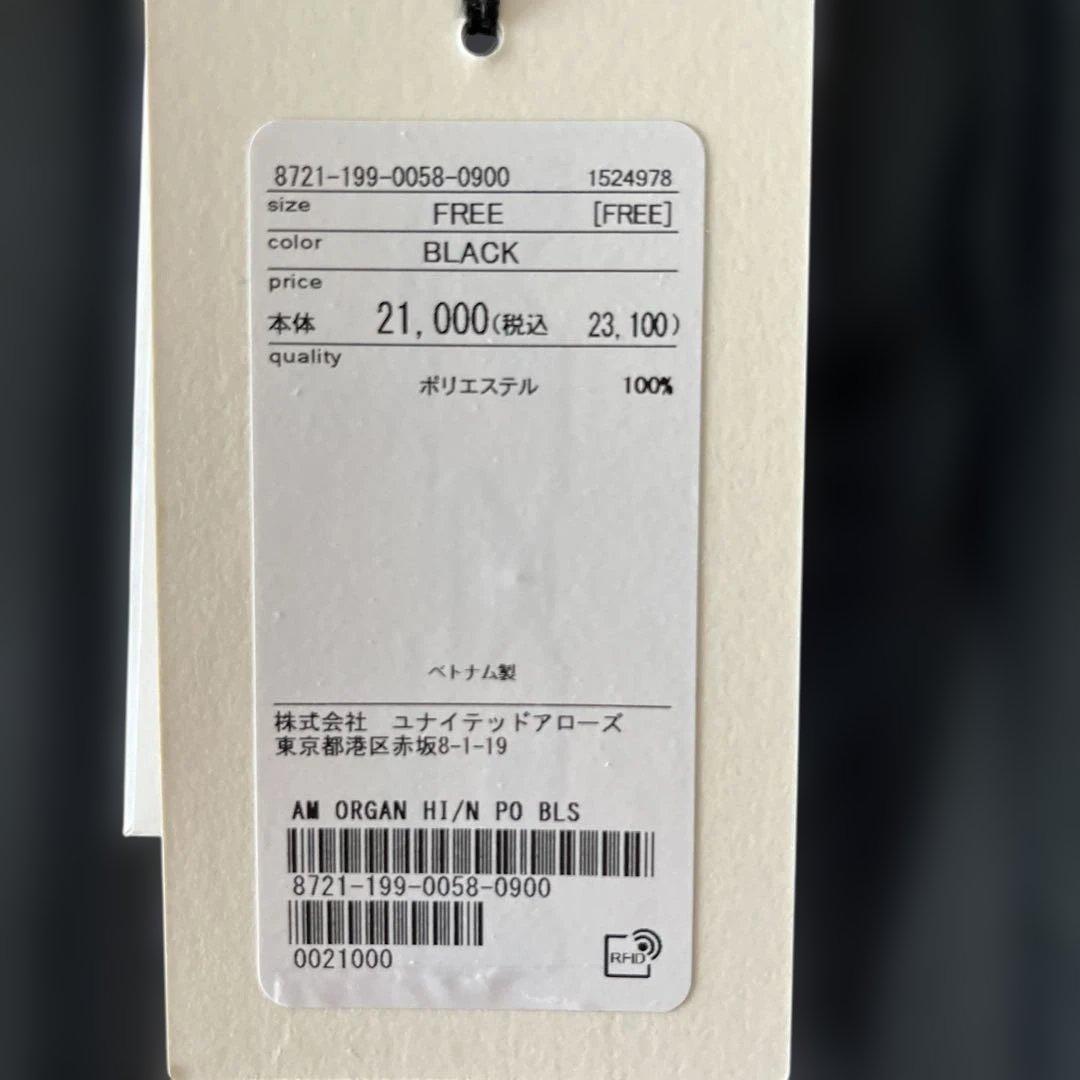 8721-199-0058-0900 1524978
size FREE [FREE]
color BLACK
price
本体 21,000(税込 23,100)
quality
ポリエステル 100%
ベトナム製
株式会社 ユナイテッドアローズ
東京都港区赤坂8-1-19
AM ORGAN HI/N PO BLS
8721-199-0058-0900
0021000
RFID